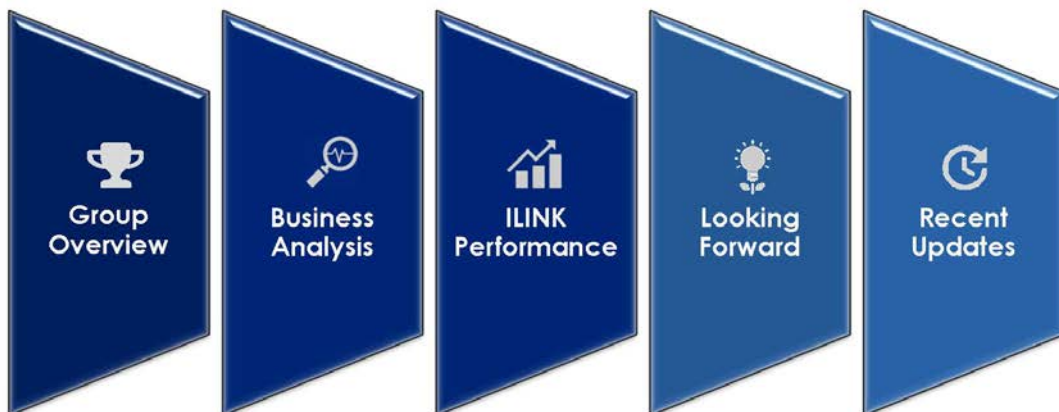 Group
Overview
Business
Analysis
ILINK
Performance
Looking
Forward
Recent
Updates